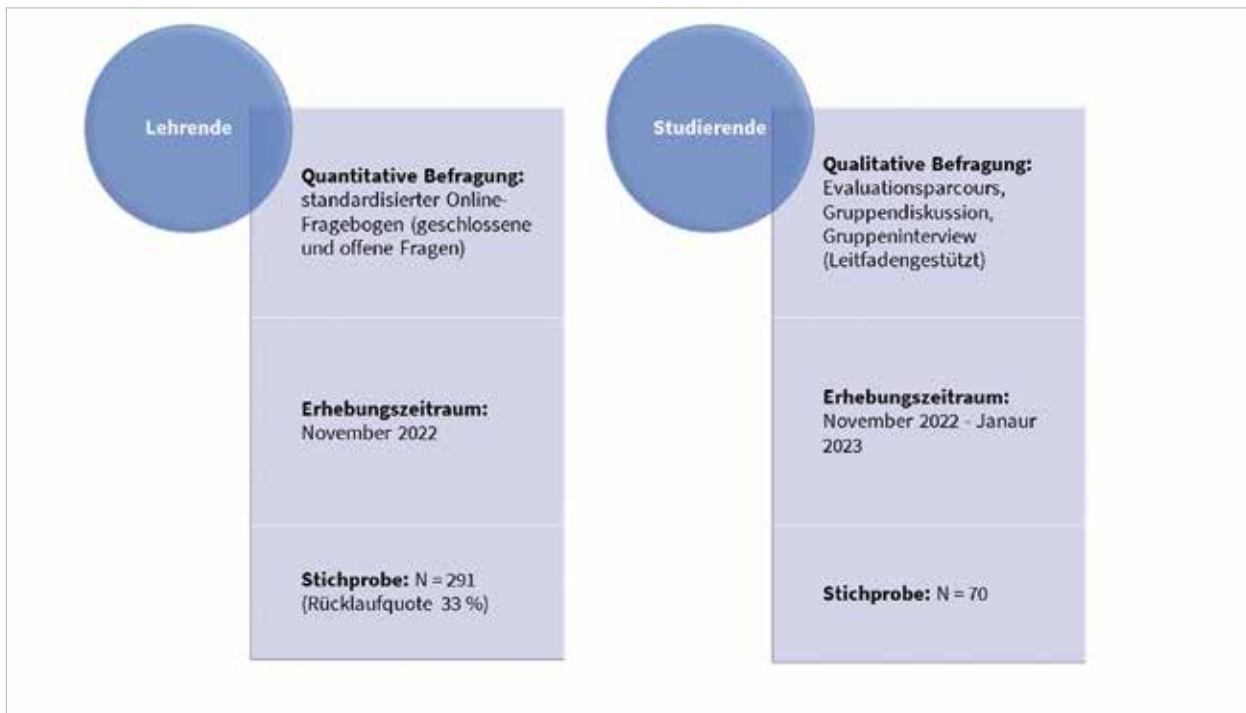 Lehrende
Quantitative Befragung:
standardisierter Online-
Fragebogen (geschlossene
und offene Fragen)
Erhebungszeitraum:
November 2022
Stichprobe: N = 291
(Rücklaufquote 33 %)
Studierende
Qualitative Befragung:
Evaluationsparcours,
Gruppendiskussion,
Gruppeninterview
(Leitfadengestützt)
Erhebungszeitraum:
November 2022 - Janaur
2023
Stichprobe: N = 70